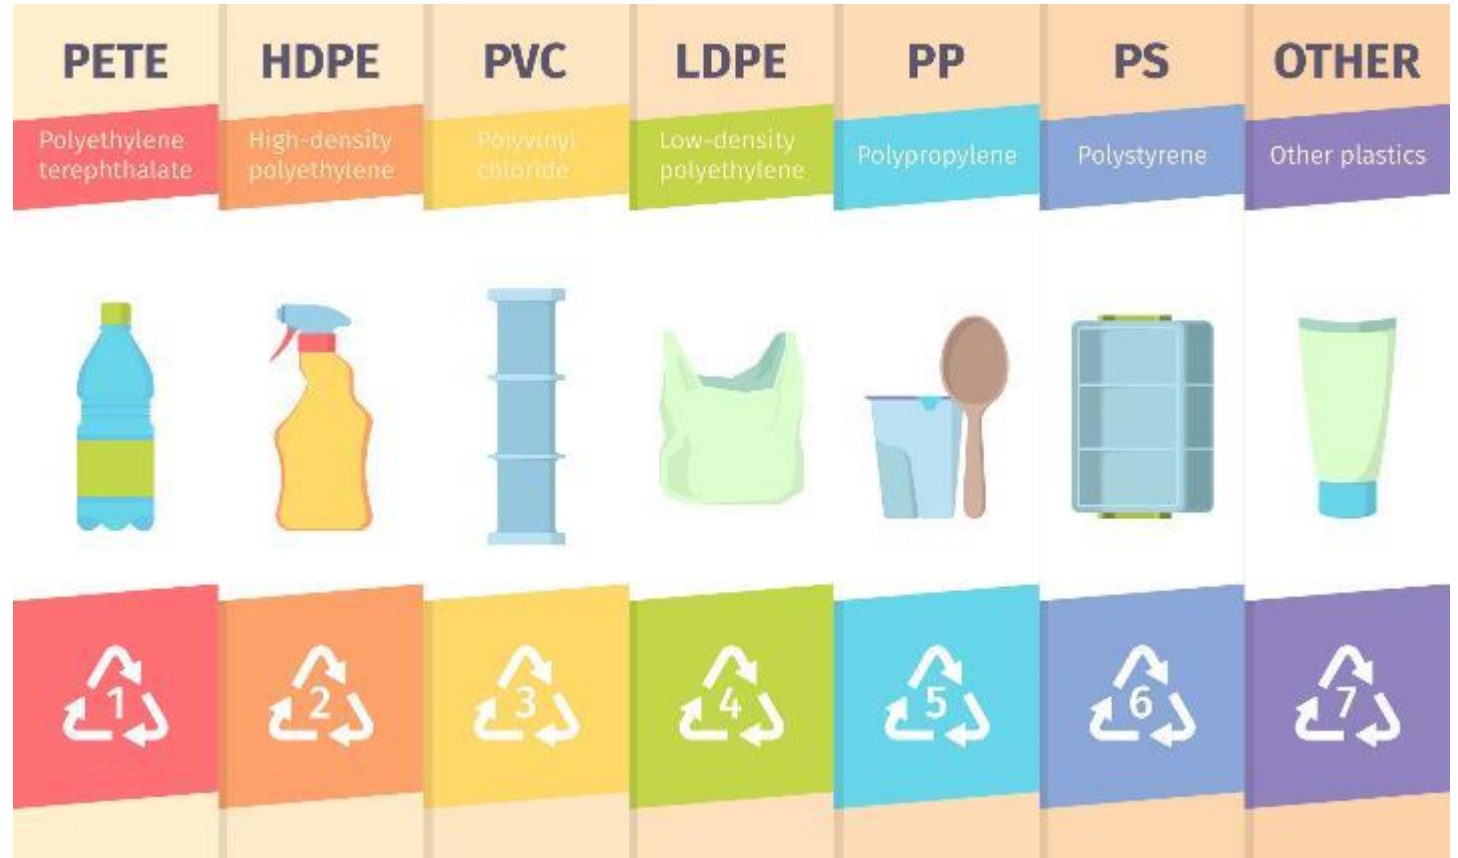 PETE
HDPE
PVC
LDPE
PP
PS
OTHER
Polyethylene
terephthalate
High-density
polyethylene
Polyvinyl
chloride
Low-density
polyethylene
Polypropylene
Polystyrene
Other plastics
1
2
3
4
5
6
7